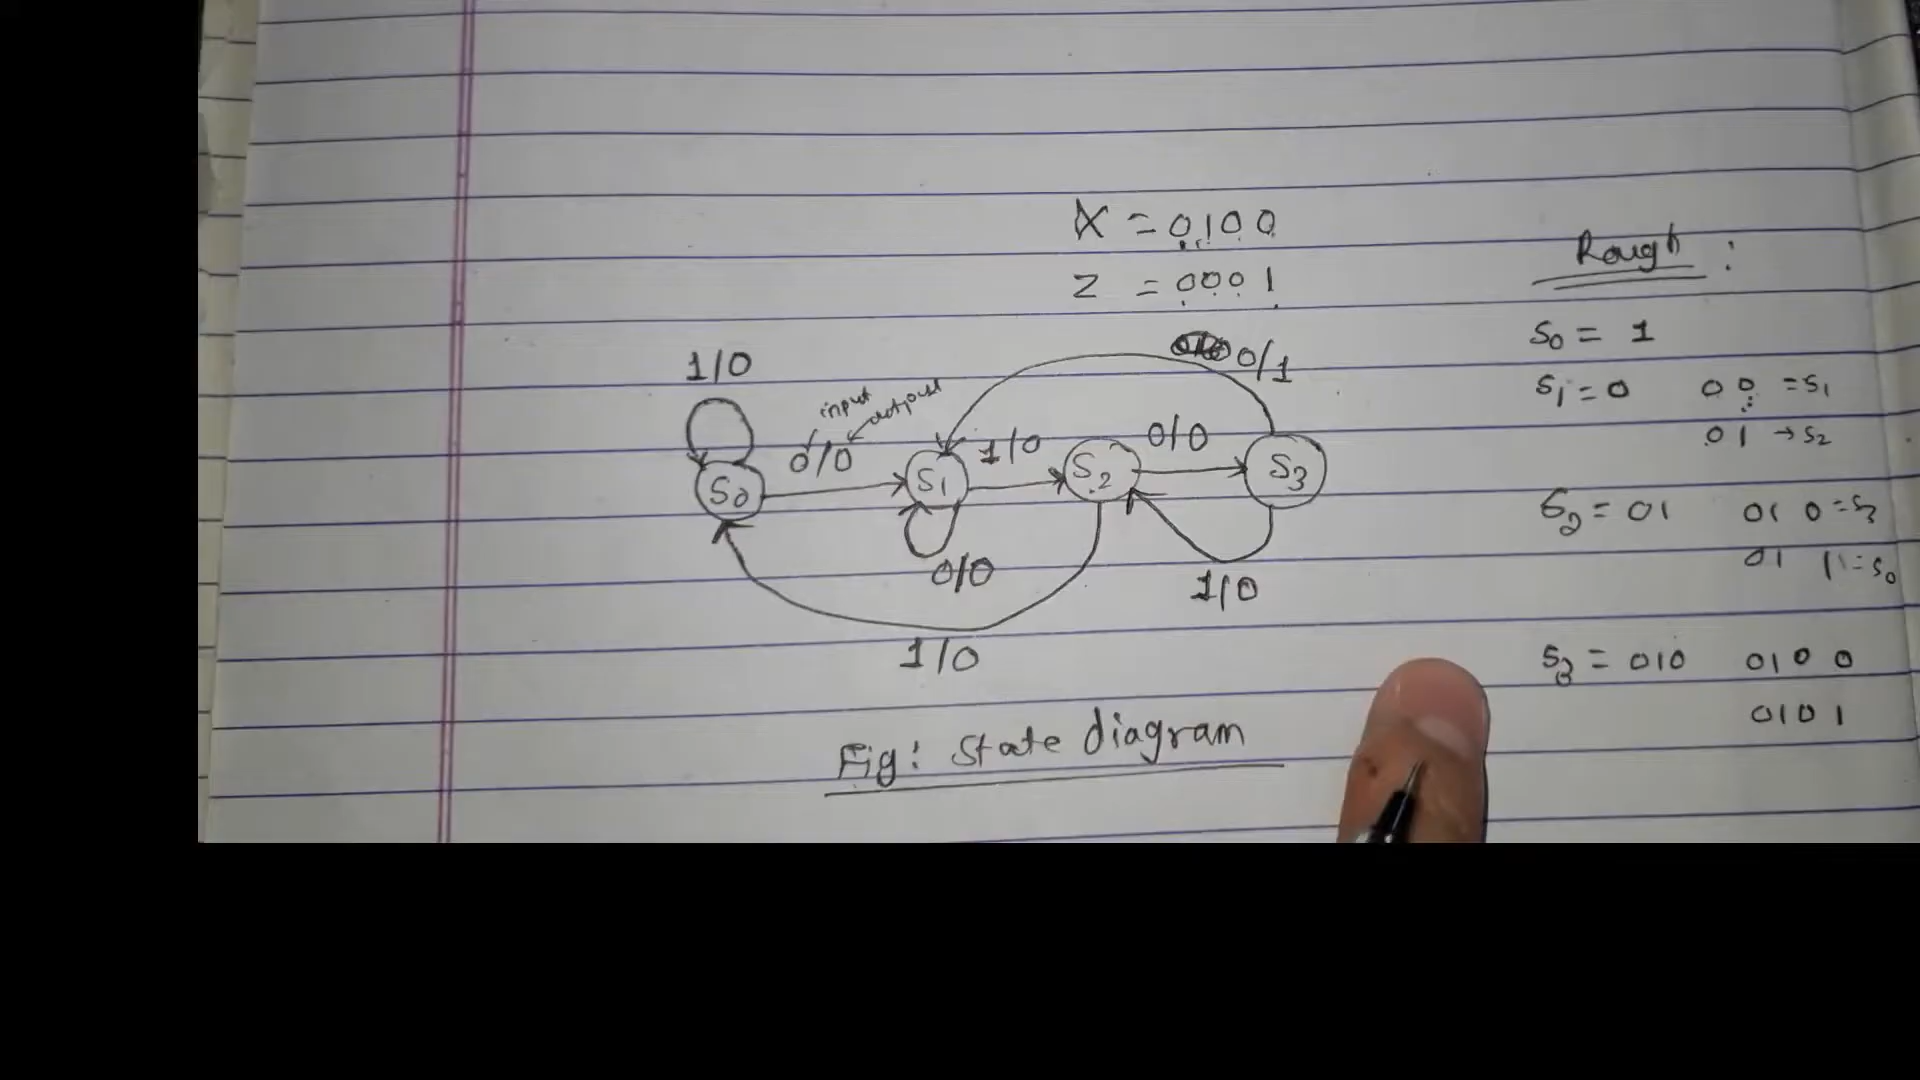 X = 0100
Z = 0001
Rough :
S0 = 1
S1 = 0 00 = S1
01 → S2
S2 = 01 010 = S3
01 1 = S0
S3 = 010 0100
0101
1/0
input
output
0/0
1/0
0/0
0/1
S0
S1
S2
S3
0/0
1/0
1/0
Fig: State diagram